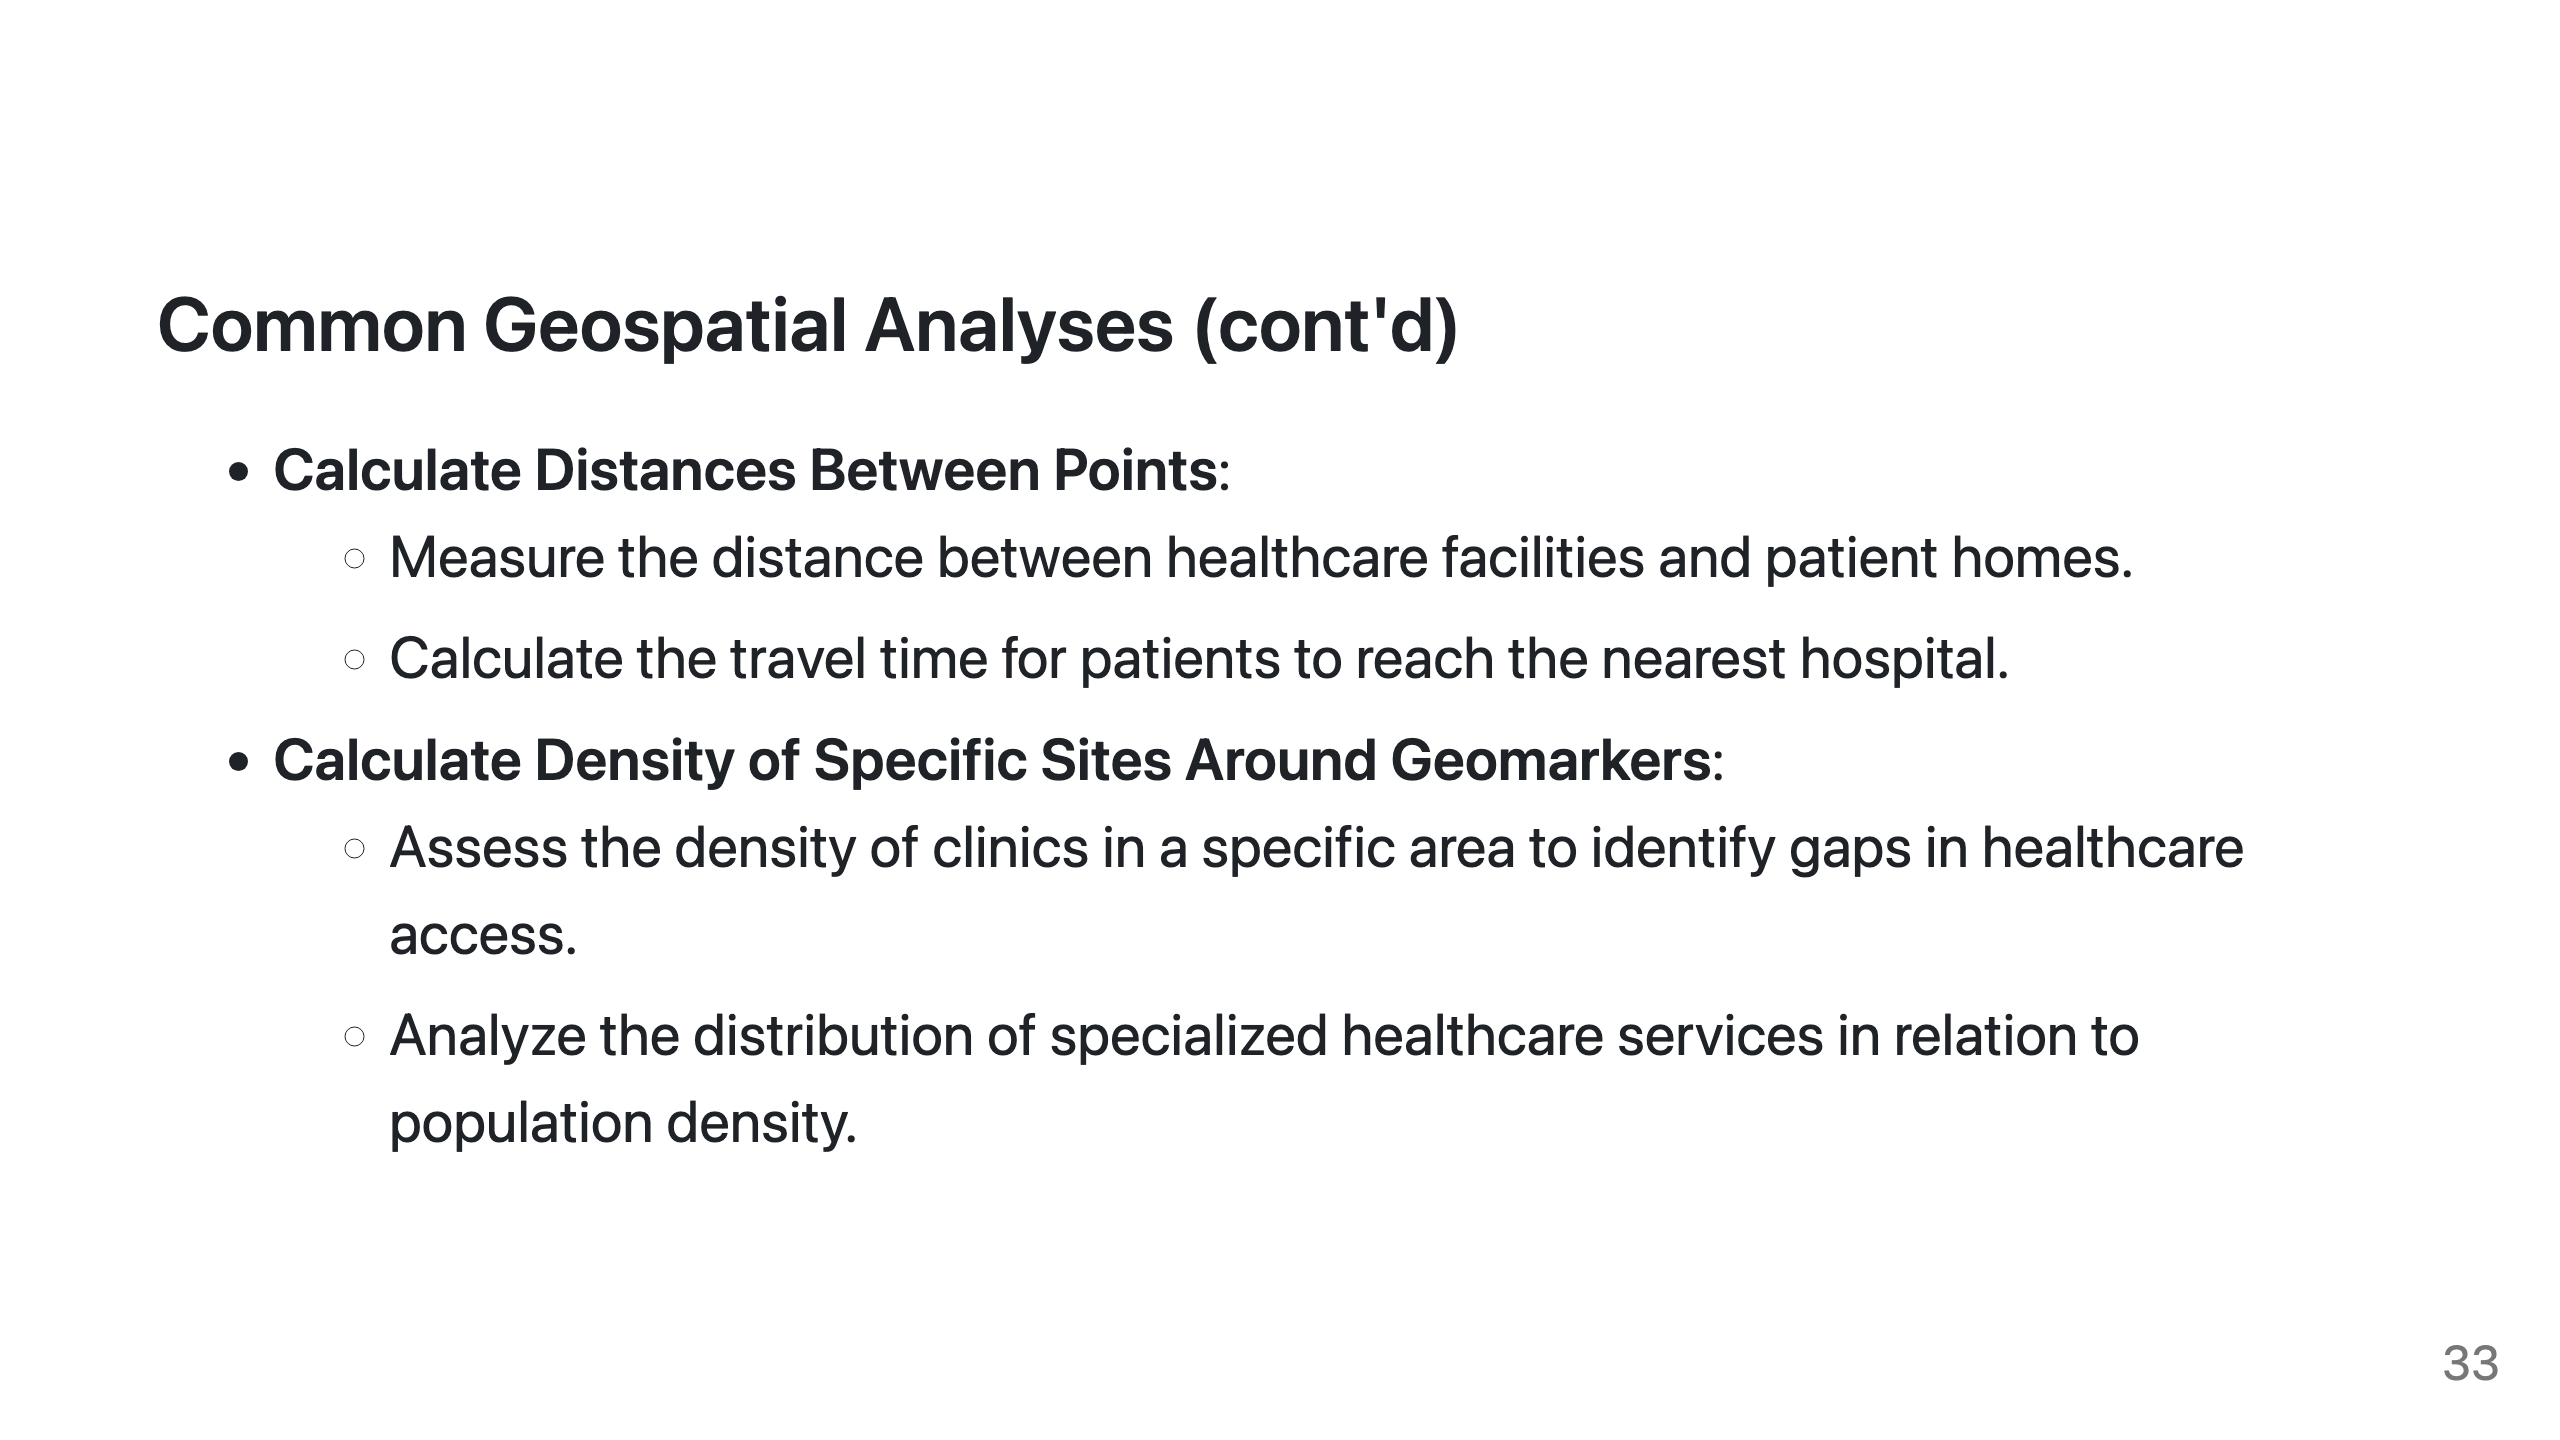 Common Geospatial Analyses (cont'd)
• Calculate Distances Between Points:
○ Measure the distance between healthcare facilities and patient homes.
○ Calculate the travel time for patients to reach the nearest hospital.
• Calculate Density of Specific Sites Around Geomarkers:
○ Assess the density of clinics in a specific area to identify gaps in healthcare
access.
○ Analyze the distribution of specialized healthcare services in relation to
population density.
33